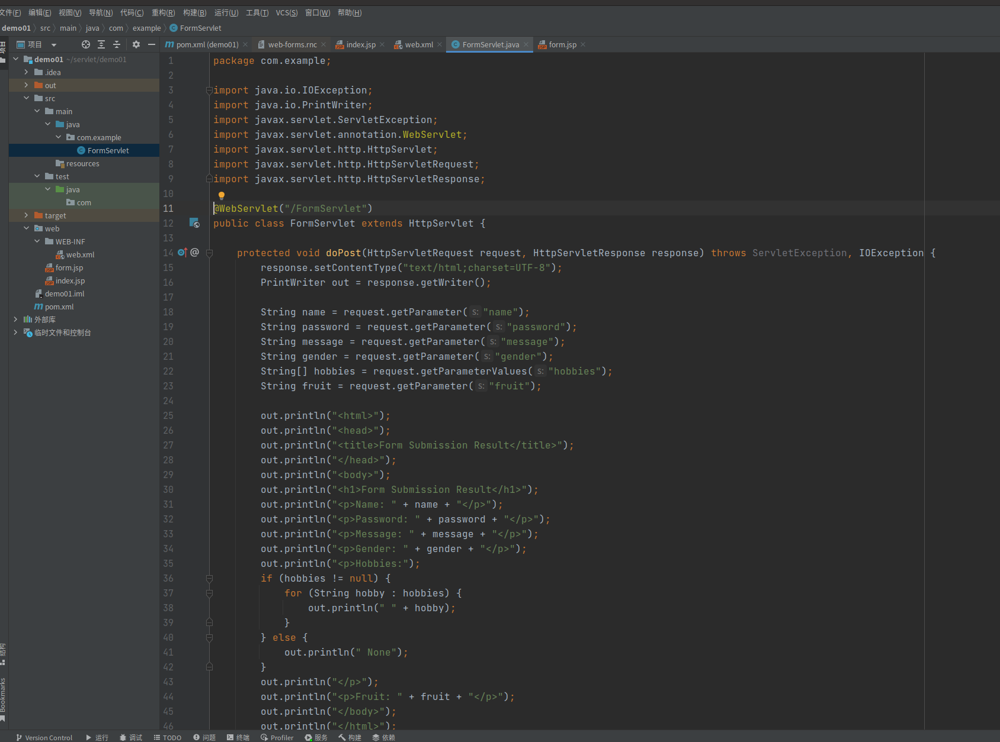 文件(F) 编辑(E) 视图(V) 导航(N) 代码(C) 重构(R) 构建(B) 运行(U) 工具(T) VCS(S) 窗口(W) 帮助(H)
demo01 src main java com example FormServlet
项目
项目
pom.xml (demo01) web-forms.rnc index.jsp web.xml FormServlet.java form.jsp
demo01 ~/servlet/demo01
.idea
out
src
main
java
com.example
FormServlet
resources
test
java
com
target
web
WEB-INF
web.xml
form.jsp
index.jsp
demo01.iml
pom.xml
外部库
临时文件和控制台
结构
Bookmarks
1 package com.example;
2
3 import java.io.IOException;
4 import java.io.PrintWriter;
5 import javax.servlet.ServletException;
6 import javax.servlet.annotation.WebServlet;
7 import javax.servlet.http.HttpServlet;
8 import javax.servlet.http.HttpServletRequest;
9 import javax.servlet.http.HttpServletResponse;
10
11 @WebServlet("/FormServlet")
12 public class FormServlet extends HttpServlet {
13
14 protected void doPost(HttpServletRequest request, HttpServletResponse response) throws ServletException, IOException {
15 response.setContentType("text/html;charset=UTF-8");
16 PrintWriter out = response.getWriter();
17
18 String name = request.getParameter( s: "name");
19 String password = request.getParameter( s: "password");
20 String message = request.getParameter( s: "message");
21 String gender = request.getParameter( s: "gender");
22 String[] hobbies = request.getParameterValues( s: "hobbies");
23 String fruit = request.getParameter( s: "fruit");
24
25 out.println("<html>");
26 out.println("<head>");
27 out.println("<title>Form Submission Result</title>");
28 out.println("</head>");
29 out.println("<body>");
30 out.println("<h1>Form Submission Result</h1>");
31 out.println("<p>Name: " + name + "</p>");
32 out.println("<p>Password: " + password + "</p>");
33 out.println("<p>Message: " + message + "</p>");
34 out.println("<p>Gender: " + gender + "</p>");
35 out.println("<p>Hobbies:");
36 if (hobbies != null) {
37 for (String hobby : hobbies) {
38 out.println(" " + hobby);
39 }
40 } else {
41 out.println(" None");
42 }
43 out.println("</p>");
44 out.println("<p>Fruit: " + fruit + "</p>");
45 out.println("</body>");
46 out.println("</html>");
Version Control 运行 调试 TODO 问题 终端 Profiler 服务 构建 依赖